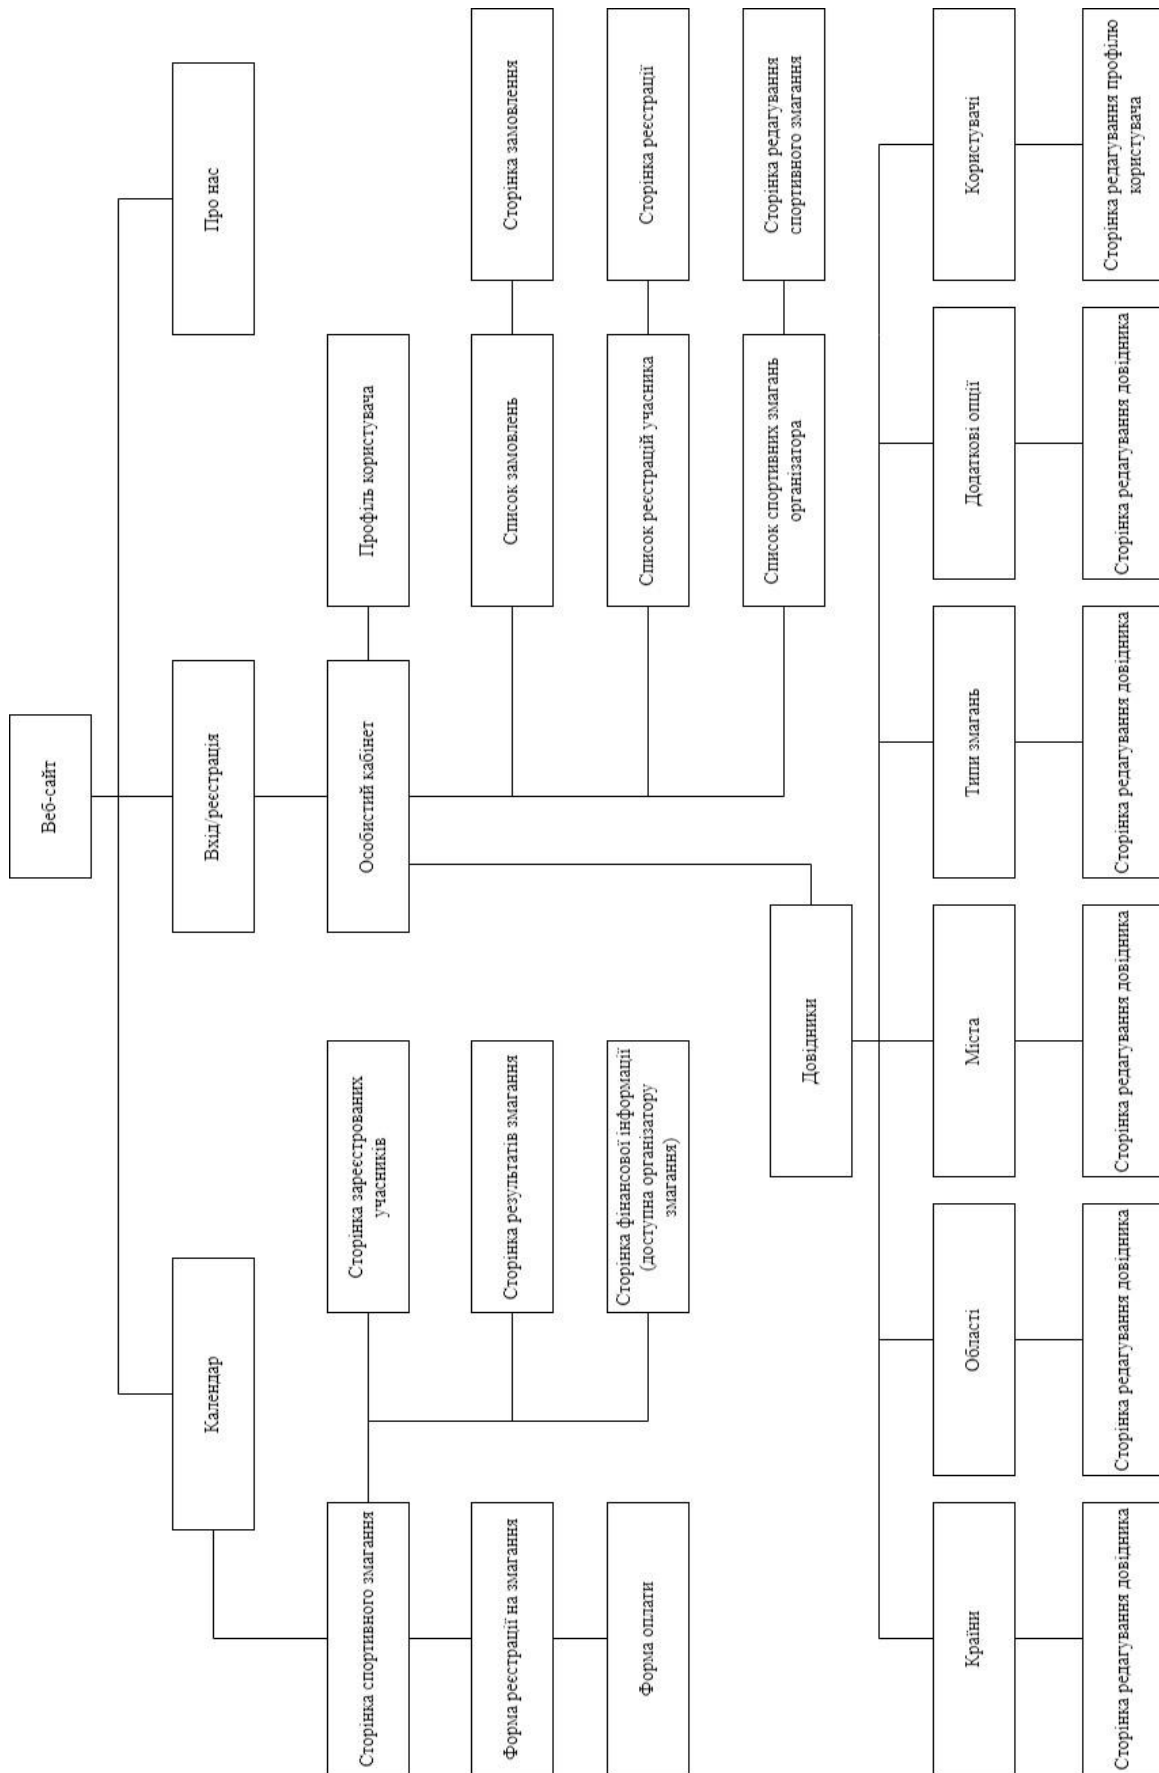 Веб-сайт
Календар
Вхід/реєстрація
Про нас
Сторінка спортивного змагання
Сторінка зареєстрованих
учасників
Особистий кабінет
Профіль користувача
Форма реєстрації на змагання
Сторінка результатів змагання
Список замовлень
Сторінка замовлення
Форма оплати
Сторінка фінансової інформації
(доступна організатору
змагання)
Список реєстрацій учасника
Сторінка реєстрації
Список спортивних змагань
організатора
Сторінка редагування
спортивного змагання
Довідники
Країни
Області
Міста
Типи змагань
Додаткові опції
Користувачі
Сторінка редагування довідника
Сторінка редагування довідника
Сторінка редагування довідника
Сторінка редагування довідника
Сторінка редагування довідника
Сторінка редагування профілю
користувача